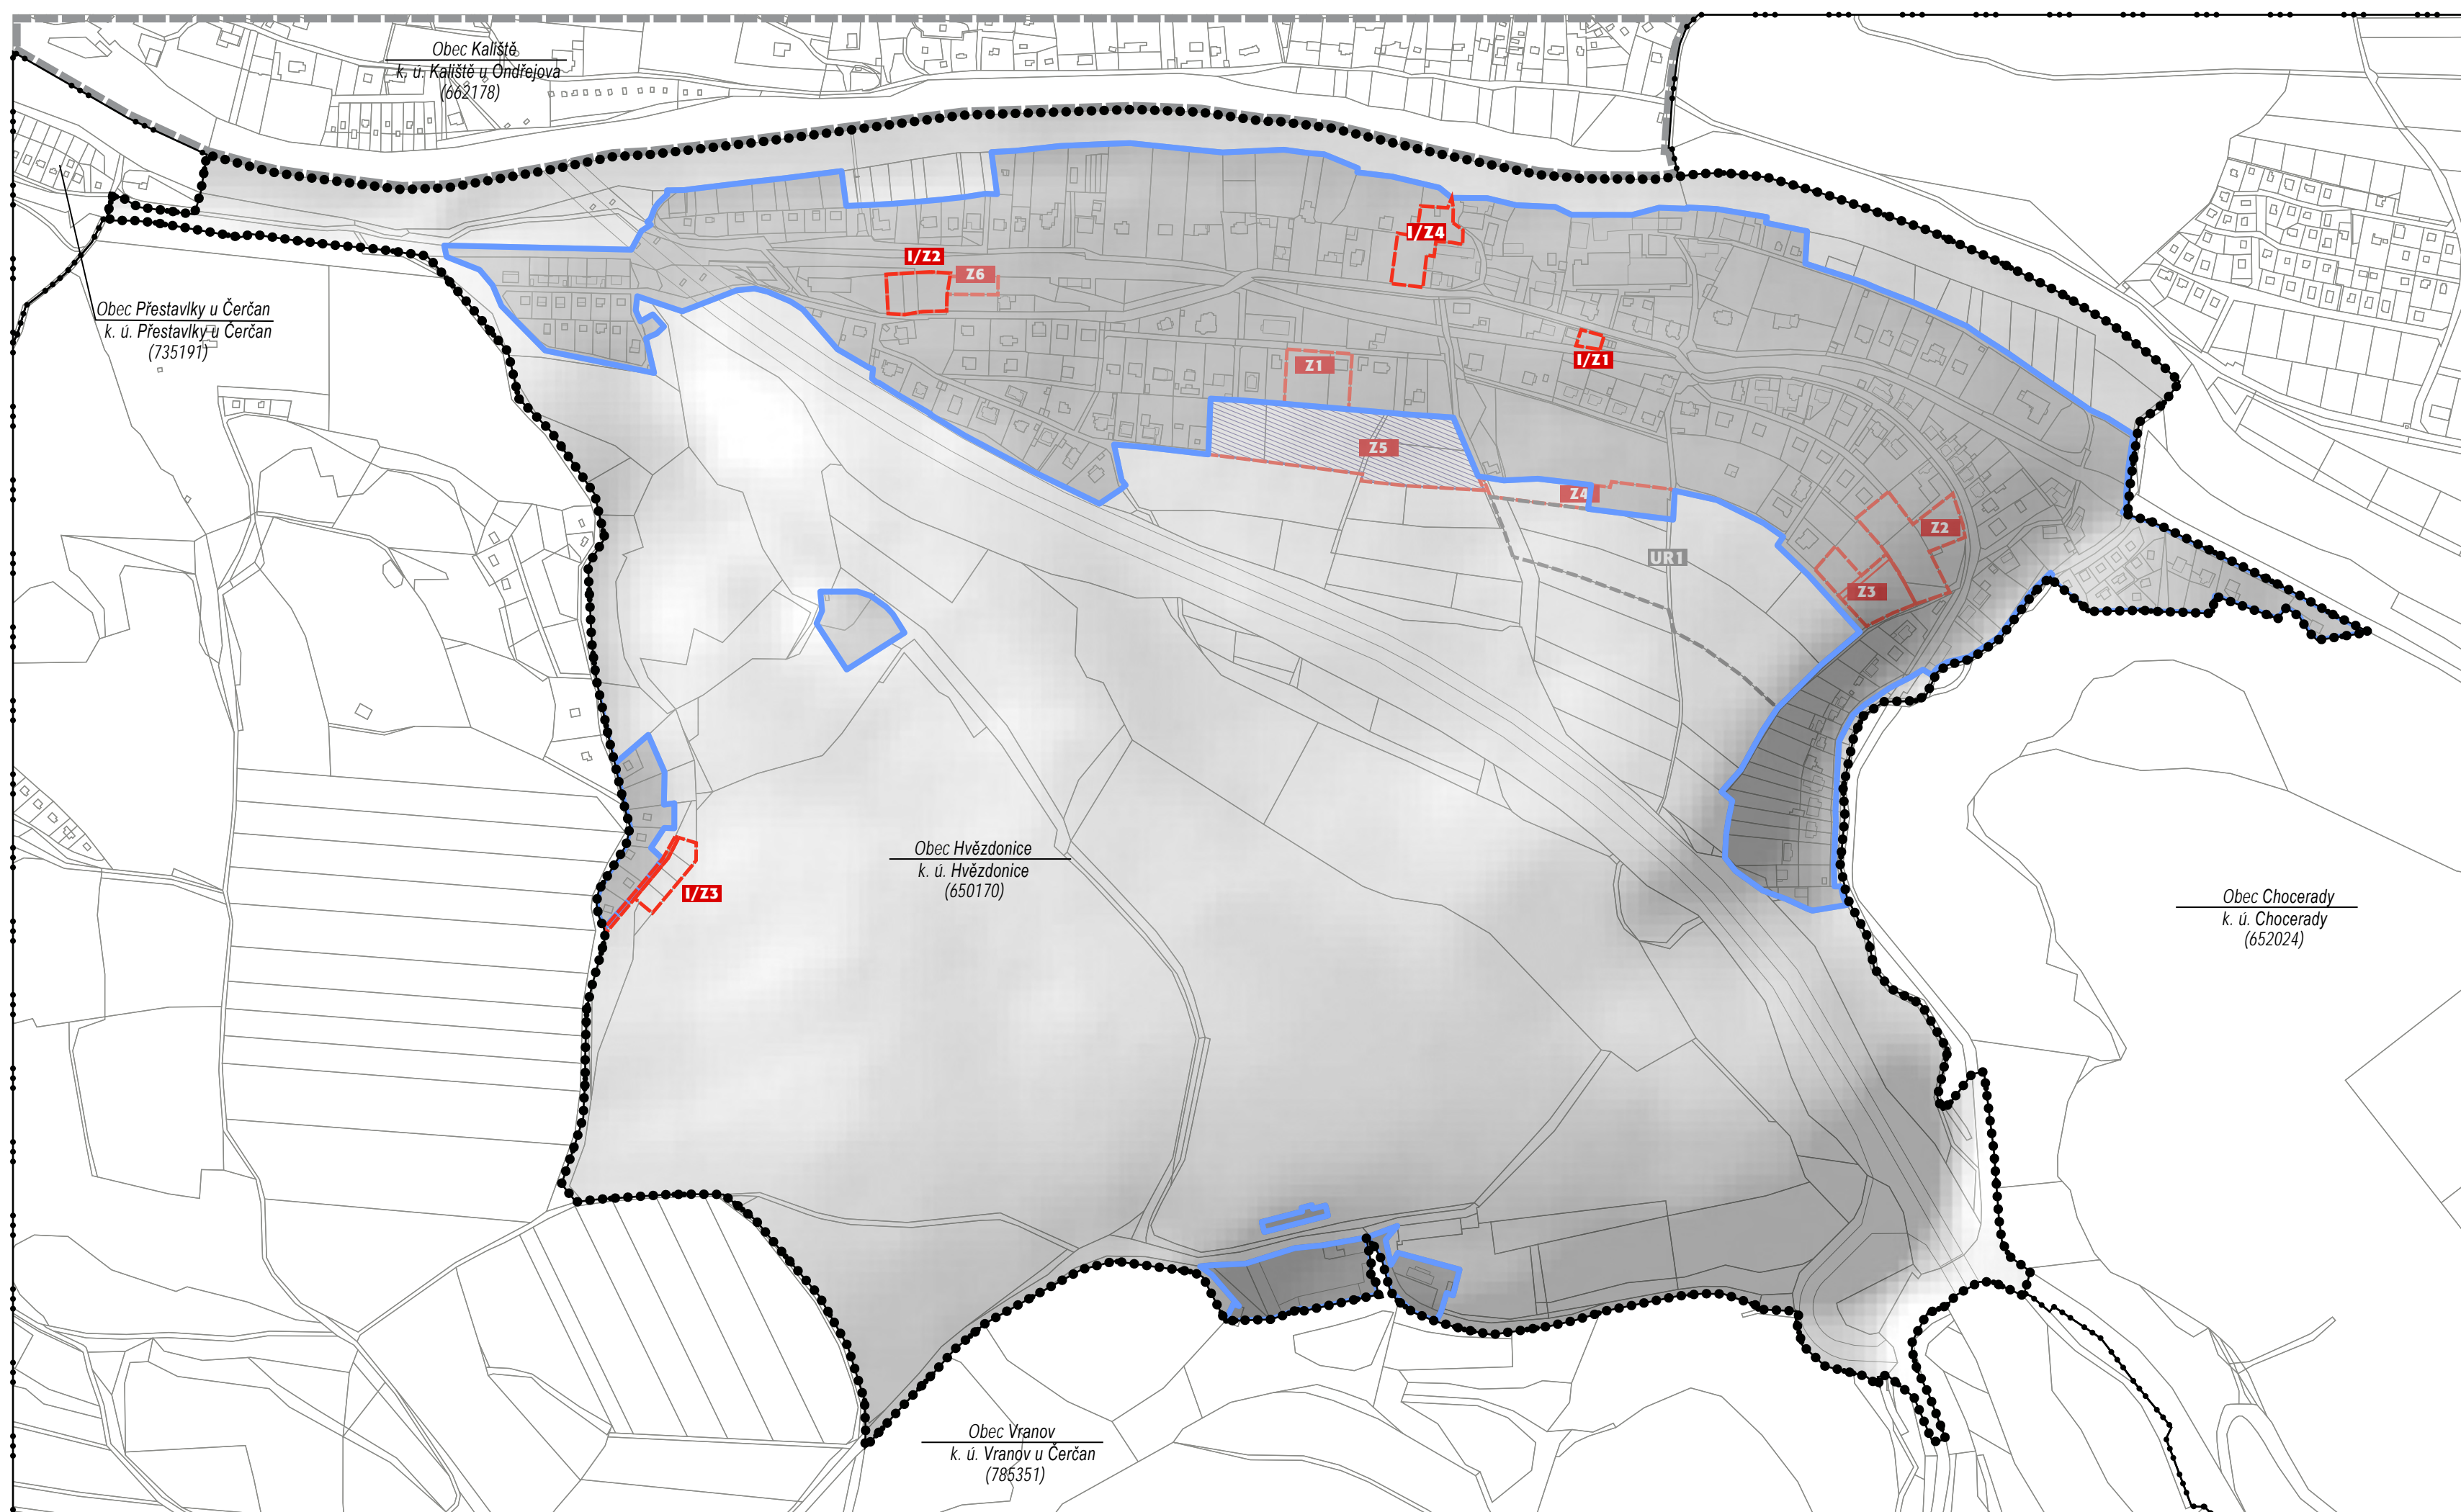 Obec Kaliště
k. ú. Kaliště u Ondřejova
(662178)
I/Z4
I/Z2
Z6
Obec Přestavlky u Čerčan
k. ú. Přestavlky u Čerčan
(735191)
I/Z1
Z1
Z5
Z4
Z2
UR1
Z3
Obec Hvězdonice
k. ú. Hvězdonice
(650170)
I/Z3
Obec Chocerady
k. ú. Chocerady
(652024)
Obec Vranov
k. ú. Vranov u Čerčan
(785351)